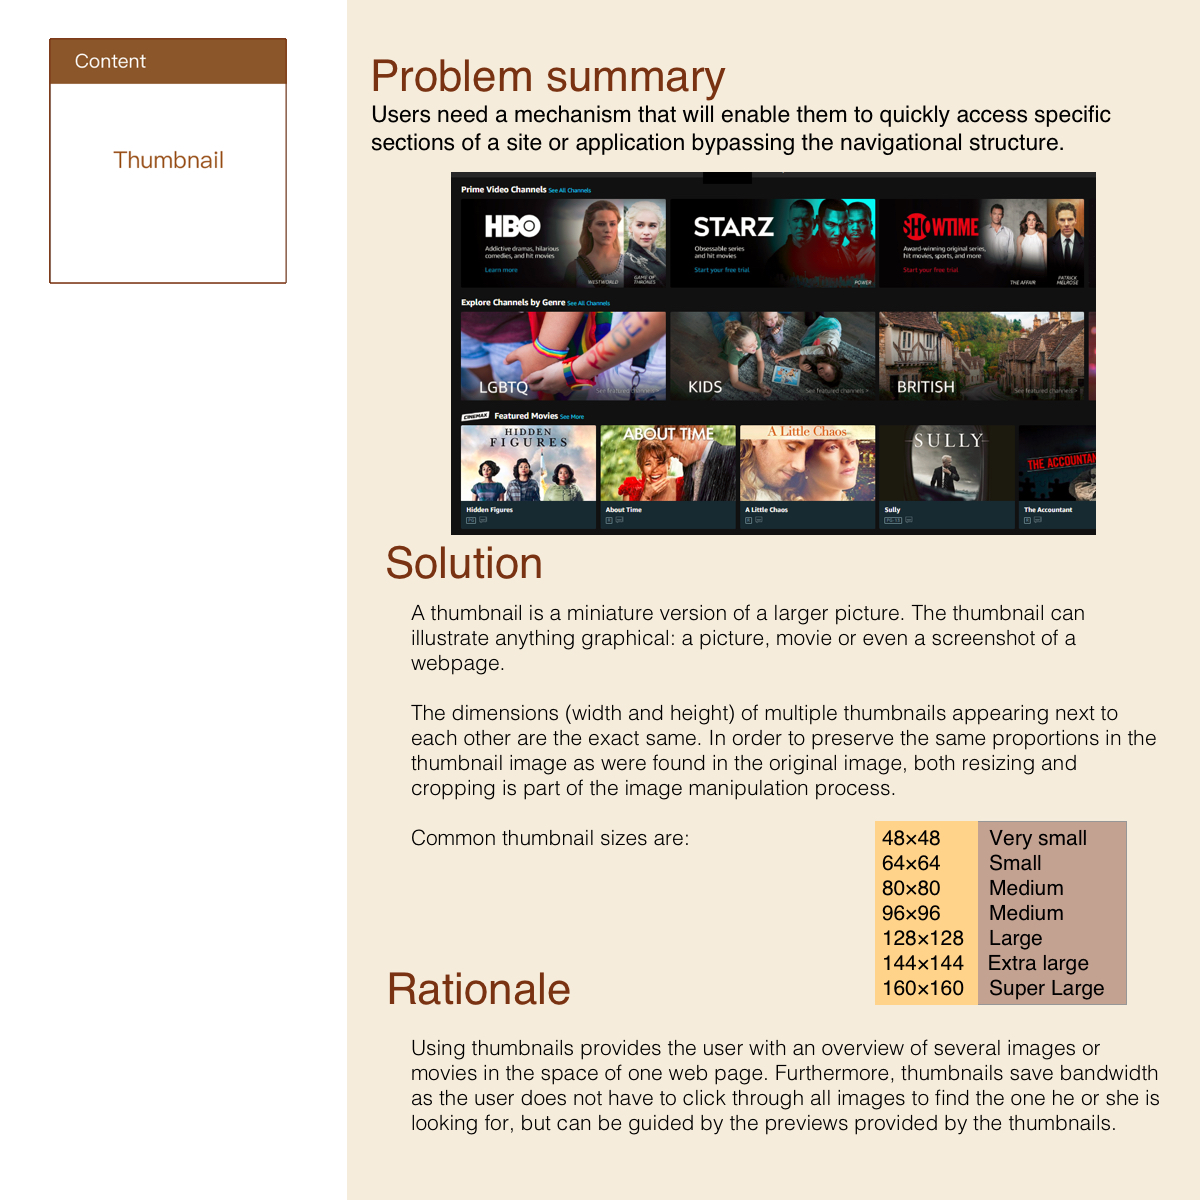 Content
Thumbnail
Problem summary
Users need a mechanism that will enable them to quickly access specific
sections of a site or application bypassing the navigational structure.
Prime Video Channels See All Channels
HBO
Addictive dramas, hilarious
comedies, and hit movies
Learn more
WESTWORLD
GAME OF
THRONES
STARZ
Obsessable series
and hit movies
Start your free trial
POWER
SHOWTIME
Award-winning original series,
hit movies, sports, and more
Start your free trial
THE AFFAIR
PATRICK
MELROSE
Explore Channels by Genre See All Channels
LGBTQ
See featured channels >
KIDS
See featured channels >
BRITISH
See featured channels >
CINEMAX Featured Movies See More
HIDDEN
FIGURES
ABOUT TIME
A Little Chaos
SULLY
THE ACCOUNTAN
Hidden Figures
PG
About Time
R
A Little Chaos
R
Sully
PG-13
The Accountant
R
Solution
A thumbnail is a miniature version of a larger picture. The thumbnail can
illustrate anything graphical: a picture, movie or even a screenshot of a
webpage.
The dimensions (width and height) of multiple thumbnails appearing next to
each other are the exact same. In order to preserve the same proportions in the
thumbnail image as were found in the original image, both resizing and
cropping is part of the image manipulation process.
Common thumbnail sizes are:
48×48 Very small
64×64 Small
80×80 Medium
96×96 Medium
128×128 Large
144×144 Extra large
160×160 Super Large
Rationale
Using thumbnails provides the user with an overview of several images or
movies in the space of one web page. Furthermore, thumbnails save bandwidth
as the user does not have to click through all images to find the one he or she is
looking for, but can be guided by the previews provided by the thumbnails.